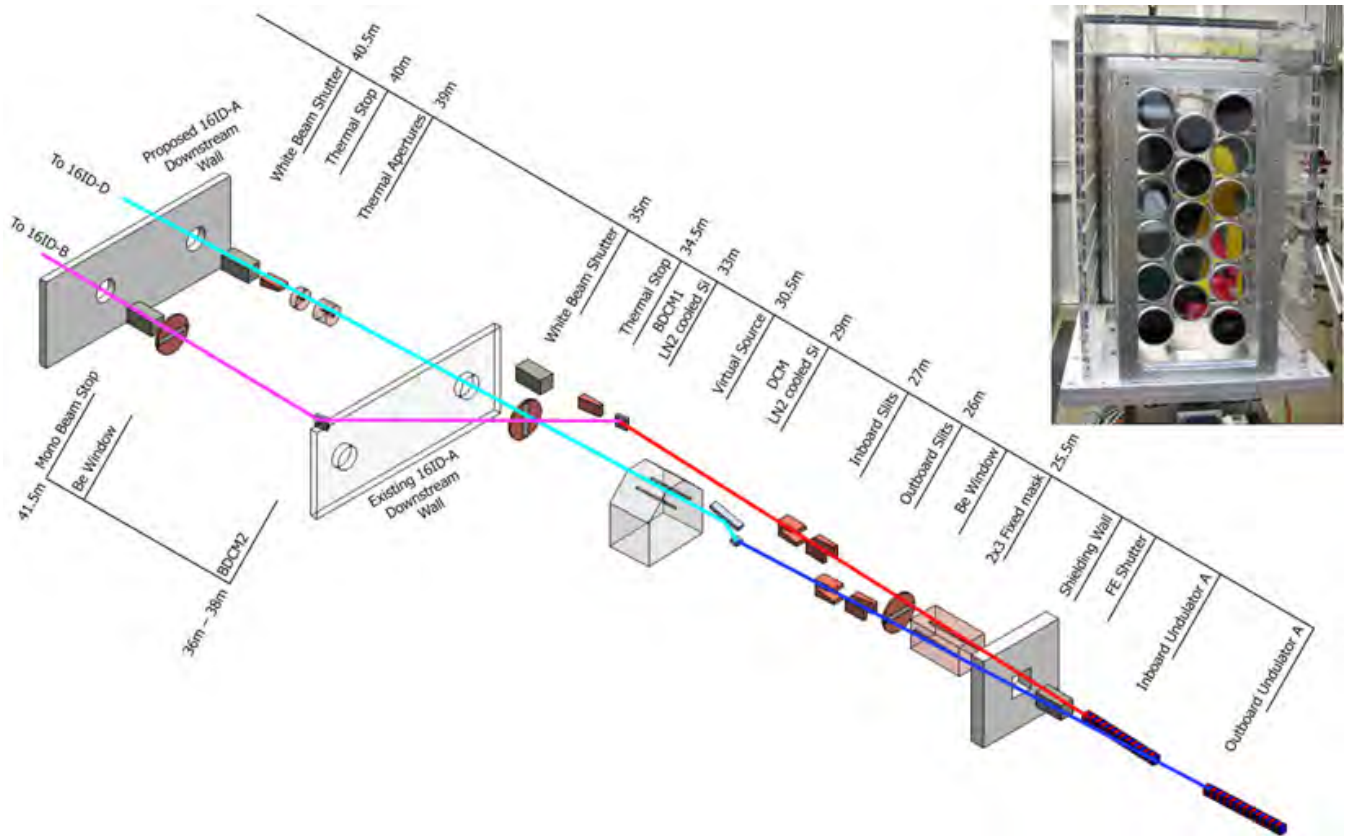 40.5m
White Beam Shutter
40m
Thermal Stop
39m
Thermal Apertures
35m
White Beam Shutter
34.5m
Thermal Stop
33m
BDCM1
LN2 cooled Si
30.5m
Virtual Source
29m
DCM
LN2 cooled Si
27m
Inboard Slits
26m
Outboard Slits
Be Window
25.5m
2x3 Fixed mask
Shielding Wall
FE Shutter
Inboard Undulator A
Outboard Undulator A
To 16ID-D
To 16ID-B
Proposed 16ID-A
Downstream
Wall
Existing 16ID-A
Downstream
Wall
41.5m
Mono Beam Stop
Be Window
BDCM2
36m – 38m